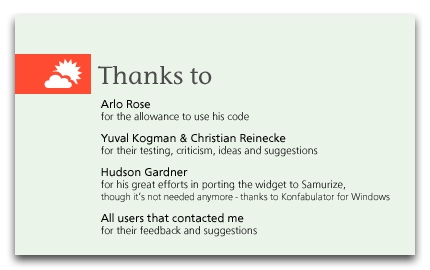 Thanks to
Arlo Rose
for the allowance to use his code
Yuval Kogman & Christian Reinecke
for their testing, criticism, ideas and suggestions
Hudson Gardner
for his great efforts in porting the widget to Samurize,
though it's not needed anymore - thanks to Konfabulator for Windows
All users that contacted me
for their feedback and suggestions